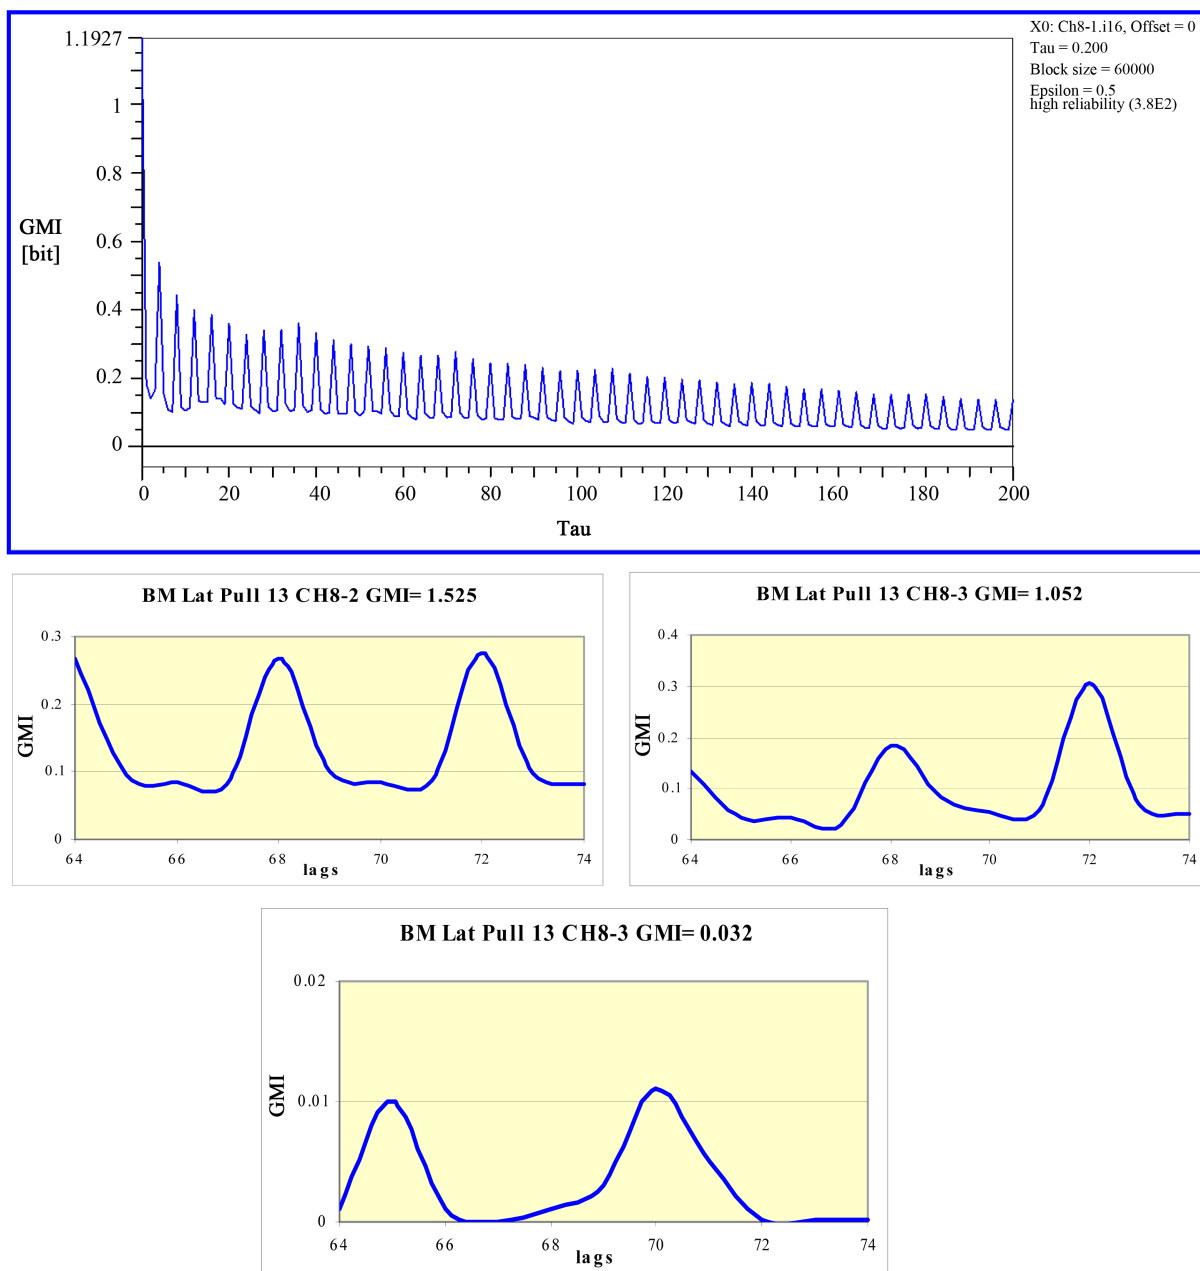 X0: Ch8-1.i16, Offset = 0
Tau = 0.200
Block size = 60000
Epsilon = 0.5
high reliability (3.8E2)
1.1927
1
0.8
0.6
0.4
0.2
0
GMI
[bit]
0 20 40 60 80 100 120 140 160 180 200
Tau
BM Lat Pull 13 CH8-2 GMI= 1.525
0.3
0.2
0.1
0
GMI
64 66 68 70 72 74
lags
BM Lat Pull 13 CH8-3 GMI= 1.052
0.4
0.3
0.2
0.1
0
GMI
64 66 68 70 72 74
lags
BM Lat Pull 13 CH8-3 GMI= 0.032
0.02
0.01
0
GMI
64 66 68 70 72 74
lags